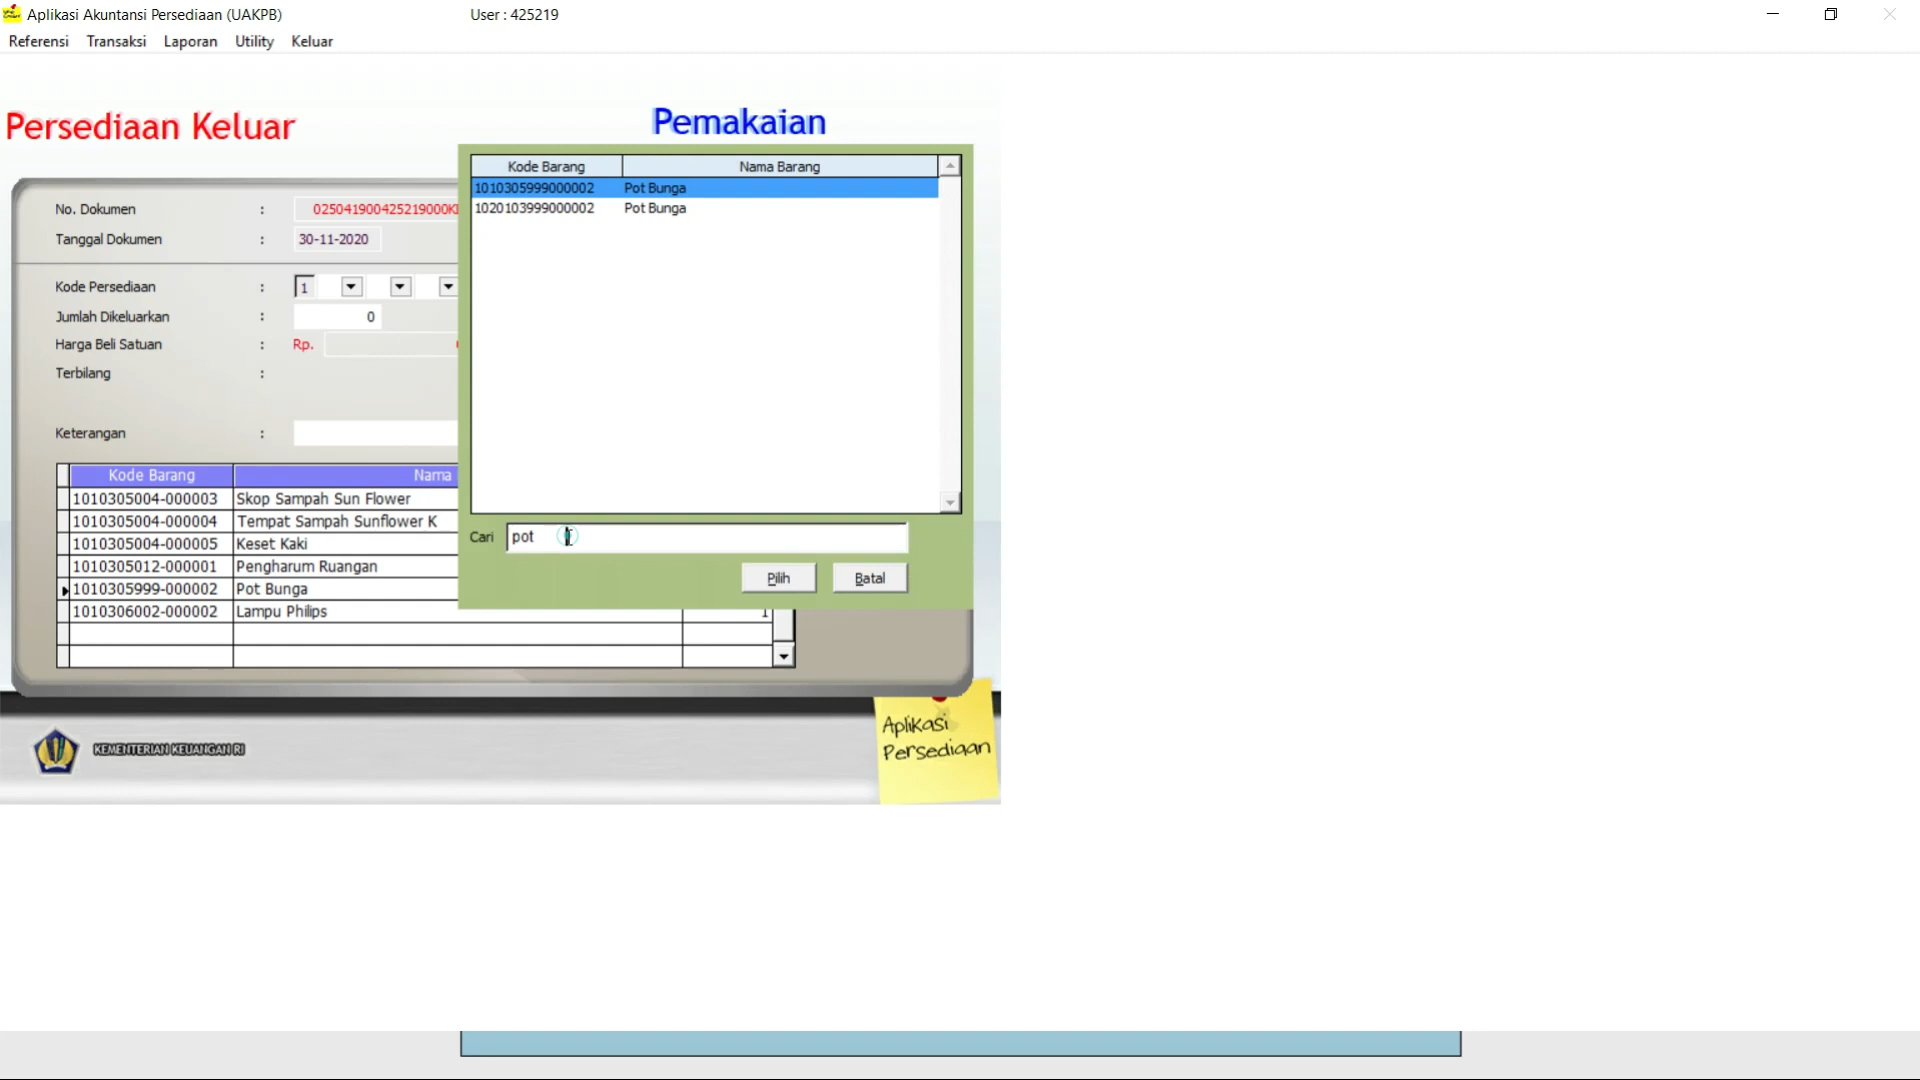 Aplikasi Akuntansi Persediaan (UAKPB) User : 425219
Referensi Transaksi Laporan Utility Keluar
Persediaan Keluar
Pemakaian
No. Dokumen : 025041900425219000K
Tanggal Dokumen : 30-11-2020
Kode Persediaan : 1
Jumlah Dikeluarkan : 0
Harga Beli Satuan : Rp.
Terbilang :
Keterangan :
Kode Barang Nama
1010305004-000003 Skop Sampah Sun Flower
1010305004-000004 Tempat Sampah Sunflower K
1010305004-000005 Keset Kaki
1010305012-000001 Pengharum Ruangan
1010305999-000002 Pot Bunga
1010306002-000002 Lampu Philips 1
Kode Barang Nama Barang
1010305999000002 Pot Bunga
1020103999000002 Pot Bunga
Cari pot
Pilih Batal
KEMENTERIAN KEUANGAN RI
Aplikasi
Persediaan